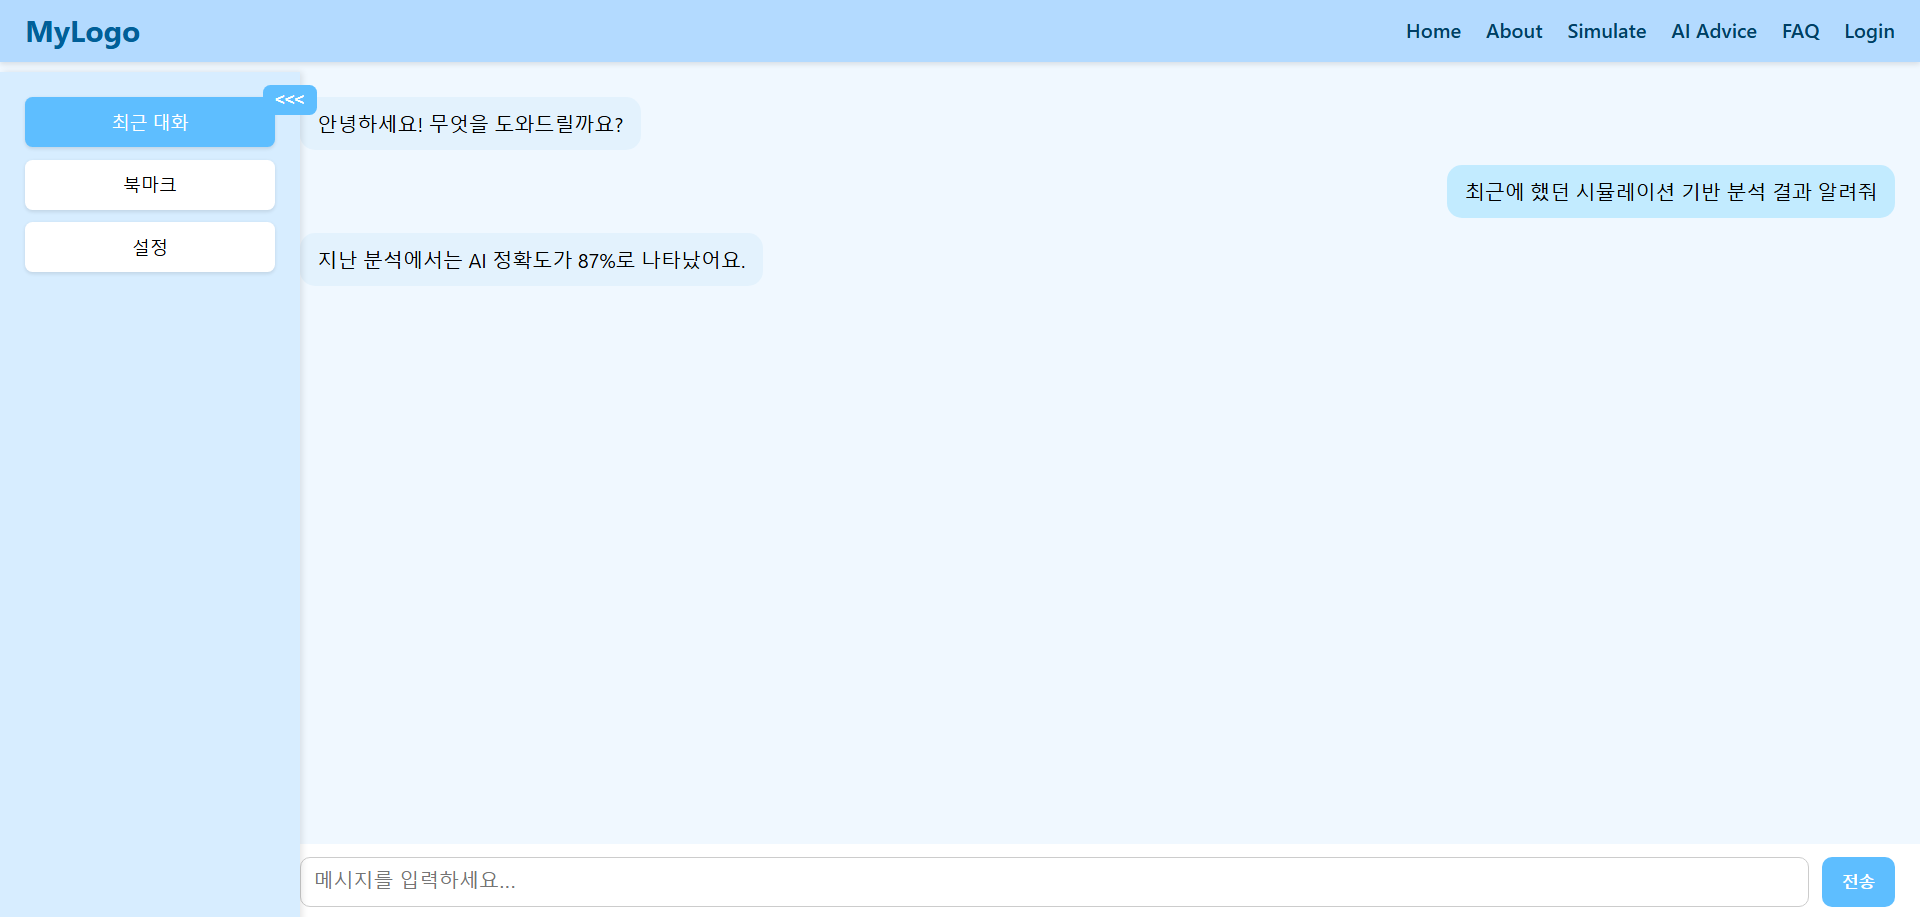 MyLogo
Home About Simulate AI Advice FAQ Login
<<<
최근 대화
북마크
설정
안녕하세요! 무엇을 도와드릴까요?
최근에 했던 시뮬레이션 기반 분석 결과 알려줘
지난 분석에서는 AI 정확도가 87%로 나타났어요.
메시지를 입력하세요...
전송